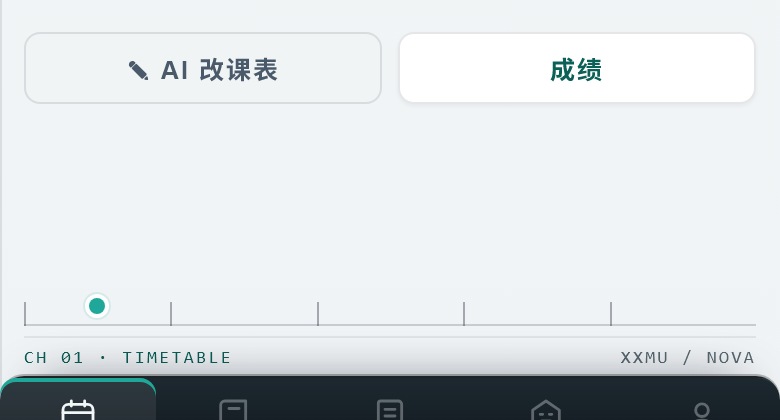 AI 改课表
成绩
CH 01 · TIMETABLE
XXMU / NOVA